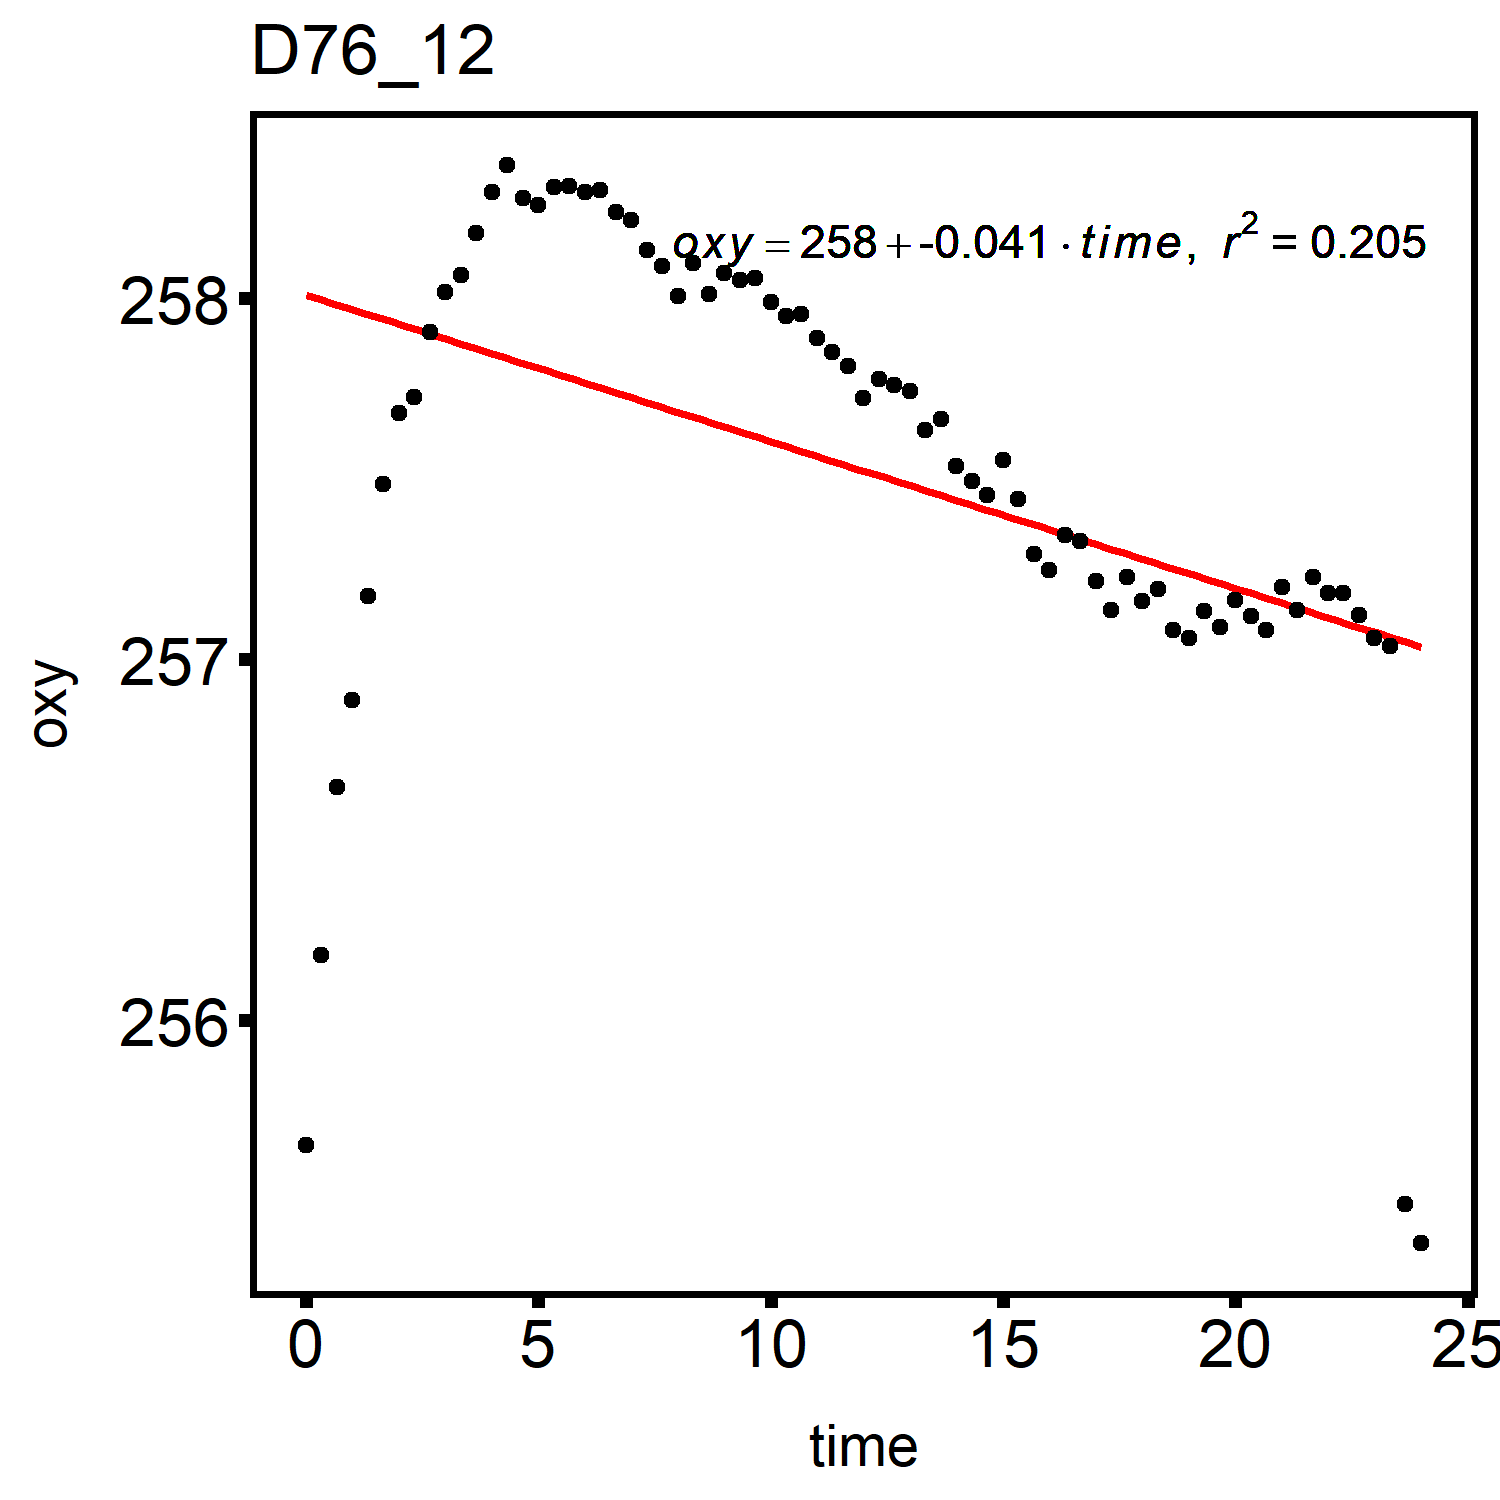 D76_12
oxy = 258 + -0.041 · time, r² = 0.205
258
257
256
oxy
0 5 10 15 20 25
time